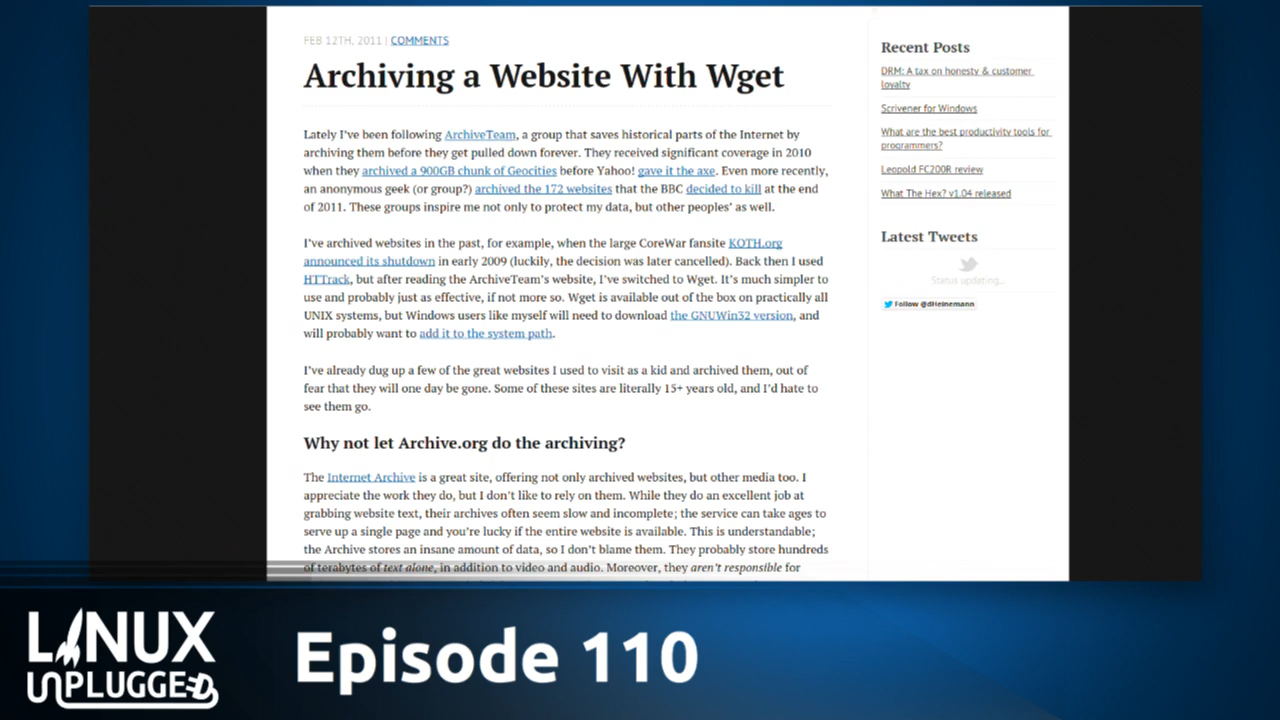 FEB 12TH, 2011 | COMMENTS
Archiving a Website With Wget
Lately I've been following ArchiveTeam, a group that saves historical parts of the Internet by
archiving them before they get pulled down forever. They received significant coverage in 2010
when they archived a 900GB chunk of Geocities before Yahoo! gave it the axe. Even more recently,
an anonymous geek (or group?) archived the 172 websites that the BBC decided to kill at the end
of 2011. These groups inspire me not only to protect my data, but other peoples' as well.
I've archived websites in the past, for example, when the large CoreWar fansite KOTH.org
announced its shutdown in early 2009 (luckily, the decision was later cancelled). Back then I used
HTTrack, but after reading the ArchiveTeam's website, I've switched to Wget. It's much simpler to
use and probably just as effective, if not more so. Wget is available out of the box on practically all
UNIX systems, but Windows users like myself will need to download the GNUWin32 version, and
will probably want to add it to the system path.
I've already dug up a few of the great websites I used to visit as a kid and archived them, out of
fear that they will one day be gone. Some of these sites are literally 15+ years old, and I'd hate to
see them go.
Why not let Archive.org do the archiving?
The Internet Archive is a great site, offering not only archived websites, but other media too. I
appreciate the work they do, but I don't like to rely on them. While they do an excellent job at
grabbing website text, their archives often seem slow and incomplete; the service can take ages to
serve up a single page and you're lucky if the entire website is available. This is understandable;
the Archive stores an insane amount of data, so I don't blame them. They probably store hundreds
of terabytes of text alone, in addition to video and audio. Moreover, they aren't responsible for
Recent Posts
DRM: A tax on honesty & customer
loyalty
Scrivener for Windows
What are the best productivity tools for
programmers?
Leopold FC200R review
What The Hex? v1.04 released
Latest Tweets
Status updating...
Follow @dHeinemann
LINUX
UNPLUGGED
Episode 110